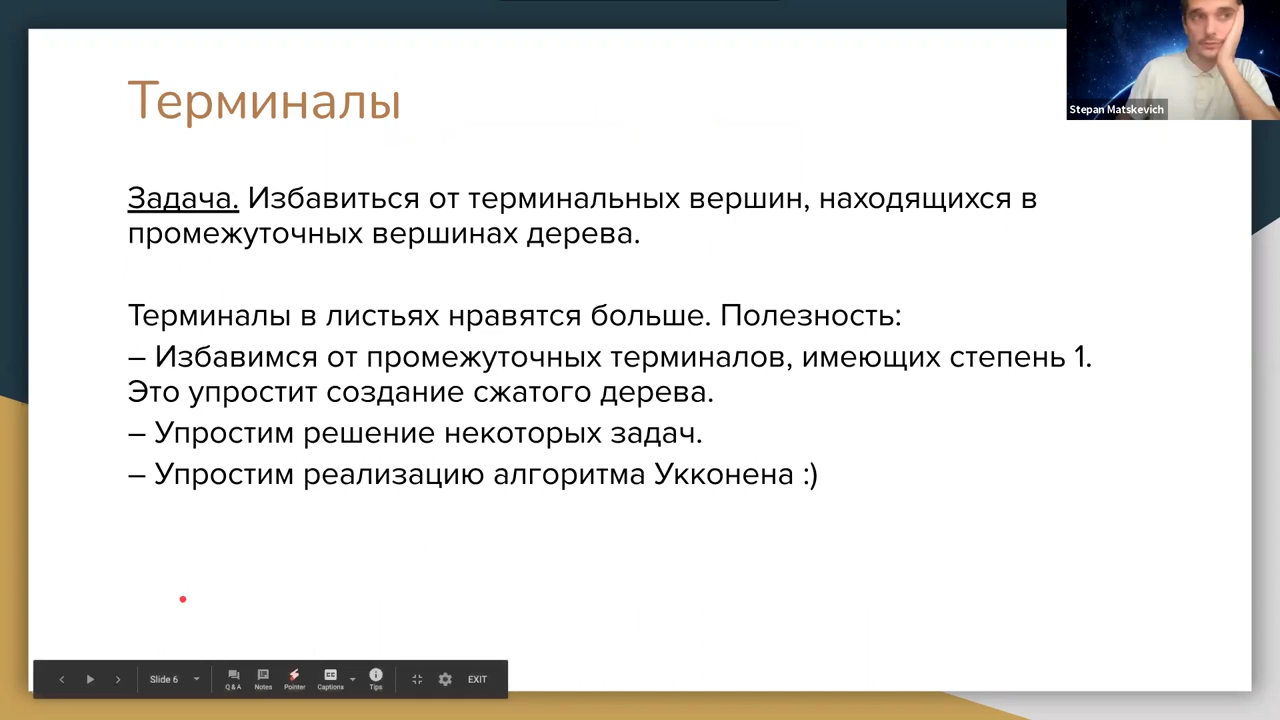 Терминалы
Stepan Matskevich
Задача. Избавиться от терминальных вершин, находящихся в
промежуточных вершинах дерева.
Терминалы в листьях нравятся больше. Полезность:
– Избавимся от промежуточных терминалов, имеющих степень 1.
Это упростит создание сжатого дерева.
– Упростим решение некоторых задач.
– Упростим реализацию алгоритма Укконена :)
Slide 6
Q & A
Notes
Pointer
CC
Captions
Tips
EXIT